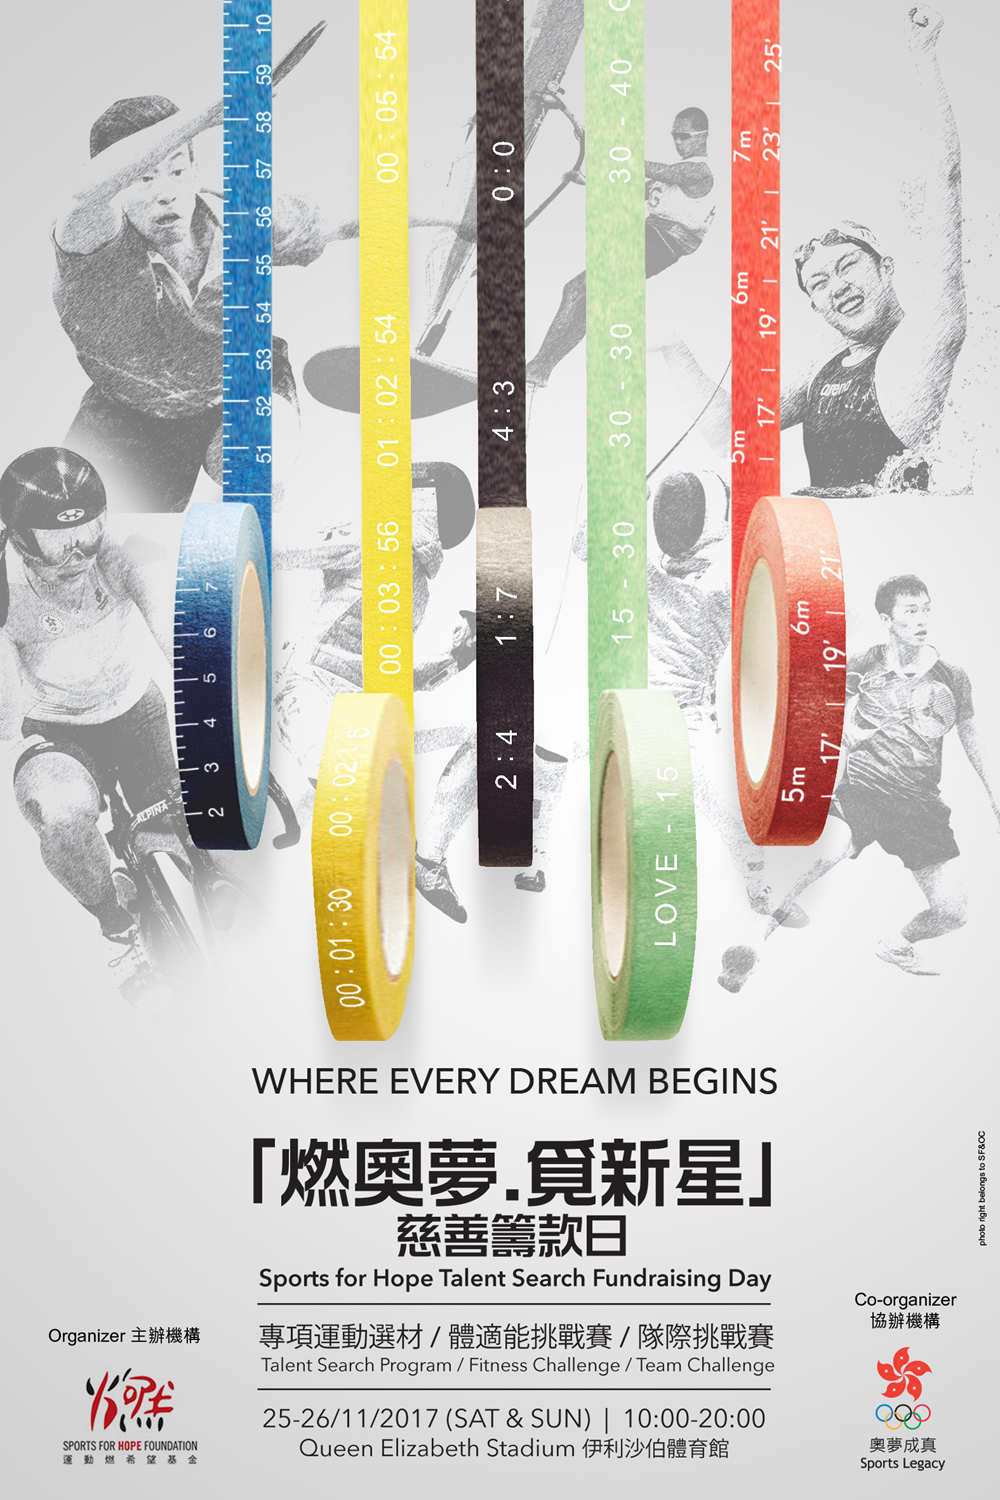 10
59
58
57
56
55
54
53
52
51
7
6
5
4
3
2
00 : 05 : 54
01 : 02 : 54
00 : 03 : 56
00 : 01 : 30
0 : 0
4 : 3
1 : 7
2 : 4
30 - 40
30 - 30
15 - 30
LOVE - 15
25'
7m
23'
21'
6m
19'
17'
5m
21'
6m
19'
17'
5m
arena
ALPINA
WHERE EVERY DREAM BEGINS
「燃奧夢.覓新星」
慈善籌款日
Sports for Hope Talent Search Fundraising Day
專項運動選材 / 體適能挑戰賽 / 隊際挑戰賽
Talent Search Program / Fitness Challenge / Team Challenge
25-26/11/2017 (SAT & SUN) | 10:00-20:00
Queen Elizabeth Stadium 伊利沙伯體育館
Organizer 主辦機構
燃
SPORTS FOR HOPE FOUNDATION
運動燃希望基金
Co-organizer
協辦機構
奧夢成真
Sports Legacy
photo right belongs to SF&OC